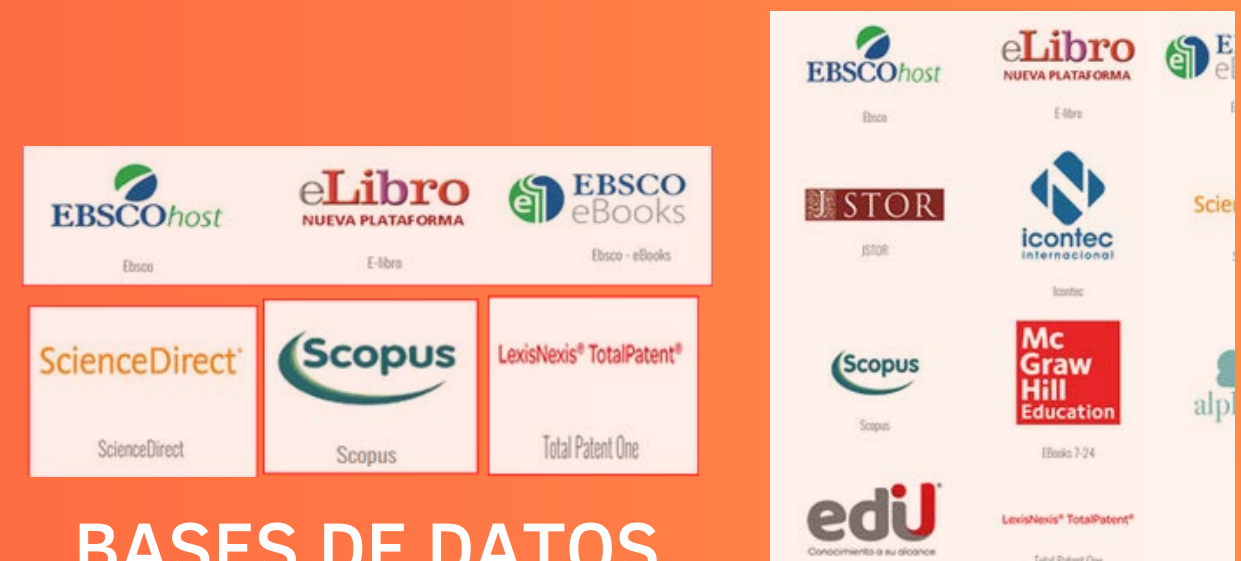 EBSCOhost
Ebsco
eLibro
NUEVA PLATAFORMA
E-libro
EBSCO
eBooks
Ebsco - eBooks
ScienceDirect
ScienceDirect
Scopus
Scopus
LexisNexis® TotalPatent®
Total Patent One
BASES DE DATOS
EBSCOhost
Ebsco
eLibro
NUEVA PLATAFORMA
E-libro
JSTOR
JSTOR
icontec
internacional
Icontec
Scopus
Scopus
Mc
Graw
Hill
Education
EBooks 7-24
edü
Conocimiento a su alcance
LexisNexis® TotalPatent®
Total Patent One